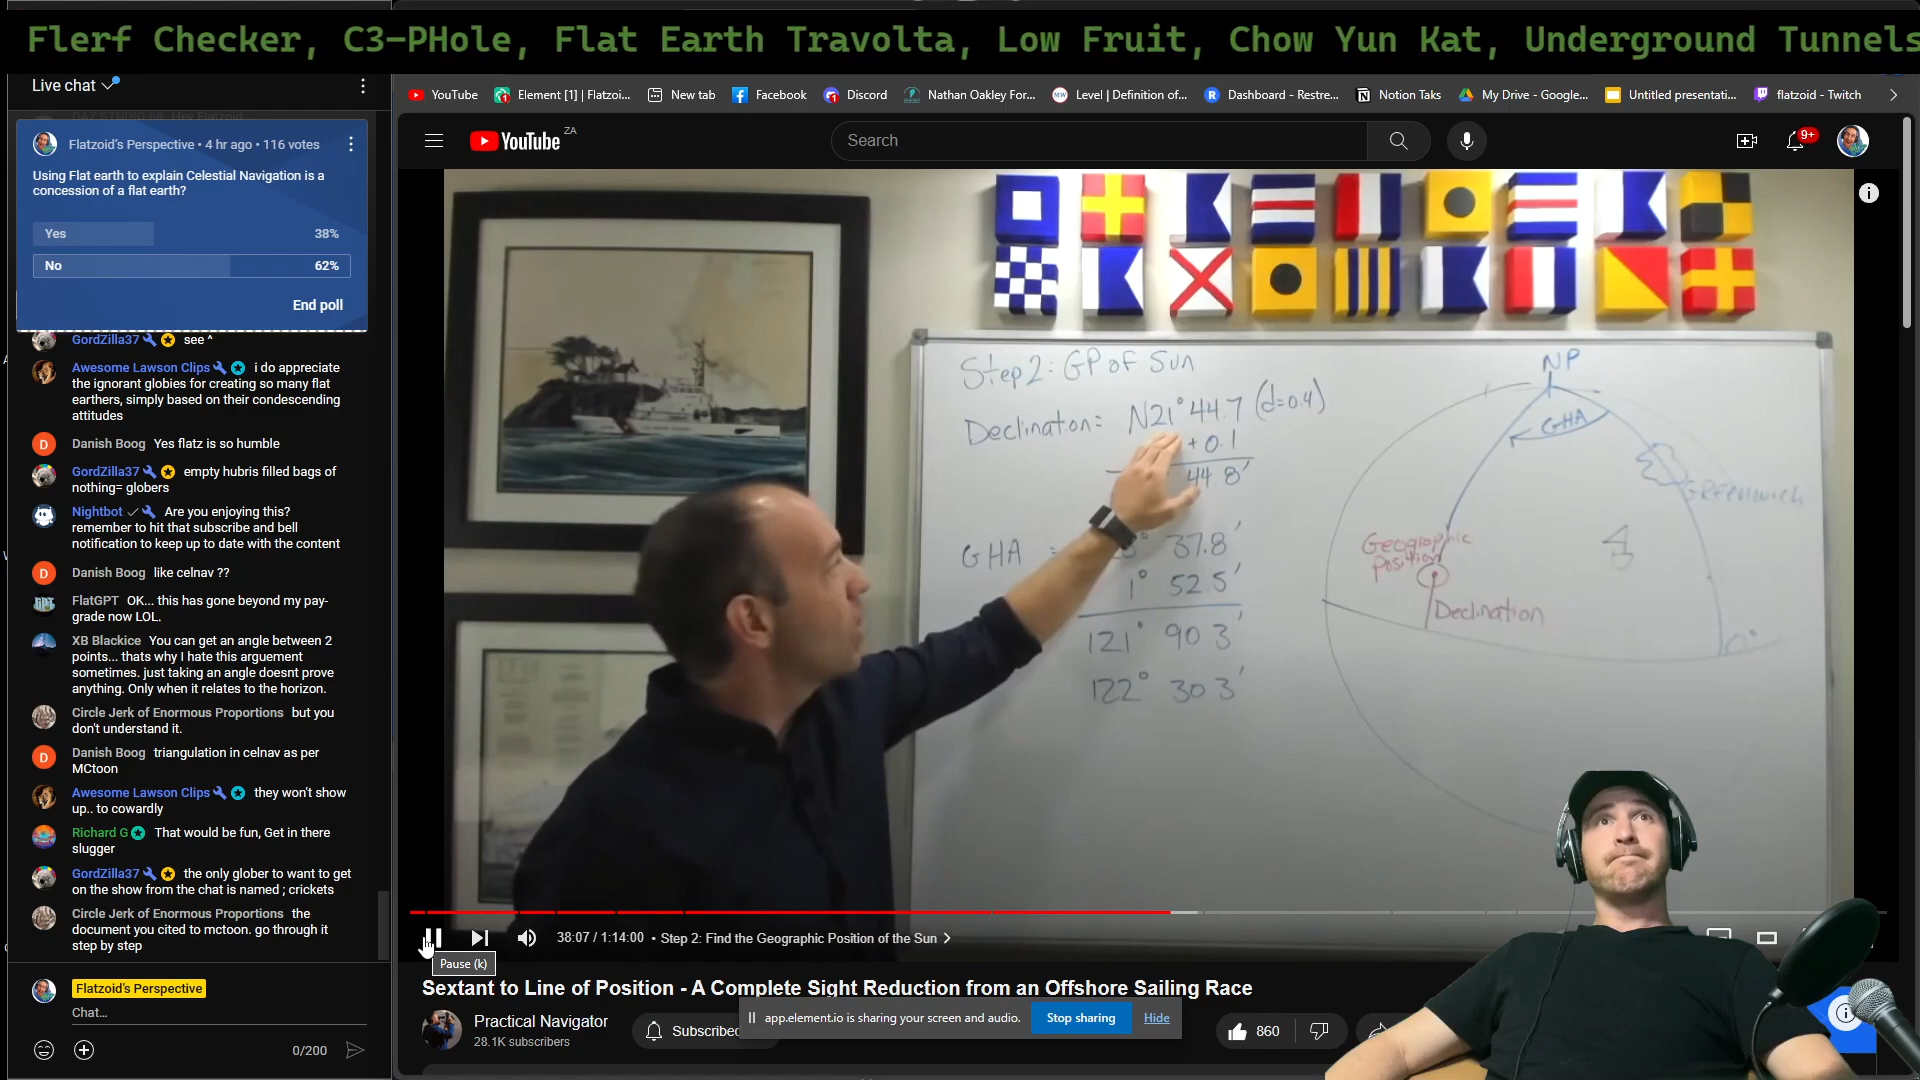 Flerf Checker, C3-PHole, Flat Earth Travolta, Low Fruit, Chow Yun Kat, Underground Tunnels
Live chat
Flatzoid's Perspective • 4 hr ago • 116 votes
Using Flat earth to explain Celestial Navigation is a
concession of a flat earth?
Yes 38%
No 62%
End poll
GordZilla37 see ^
Awesome Lawson Clips i do appreciate
the ignorant globies for creating so many flat
earthers, simply based on their condescending
attitudes
Danish Boog Yes flatz is so humble
GordZilla37 empty hubris filled bags of
nothing= globers
Nightbot Are you enjoying this?
remember to hit that subscribe and bell
notification to keep up to date with the content
Danish Boog like celnav ??
FlatGPT OK... this has gone beyond my pay-
grade now LOL.
XB Blackice You can get an angle between 2
points... thats why I hate this arguement
sometimes. just taking an angle doesnt prove
anything. Only when it relates to the horizon.
Circle Jerk of Enormous Proportions but you
don't understand it.
Danish Boog triangulation in celnav as per
MCtoon
Awesome Lawson Clips they won't show
up.. to cowardly
Richard G That would be fun, Get in there
slugger
GordZilla37 the only glober to want to get
on the show from the chat is named ; crickets
Circle Jerk of Enormous Proportions the
document you cited to mctoon. go through it
step by step
Flatzoid's Perspective
Chat...
0/200
YouTube Element [1] | Flatzoi... New tab Facebook Discord Nathan Oakley For... Level | Definition of... Dashboard - Restre... Notion Taks My Drive - Google... Untitled presentati... flatzoid - Twitch
YouTube ZA
Search
9+
Step 2: GP of Sun
Declination= N21° 44.7 (d=0.4)
+0.1
44 8'
GHA = 37.8'
1° 52 5'
121° 90 3'
122° 30 3'
NP
GHA
GREENWICH
Geographic
Position
Declination
0°
38:07 / 1:14:00 • Step 2: Find the Geographic Position of the Sun
Pause (k)
Sextant to Line of Position - A Complete Sight Reduction from an Offshore Sailing Race
Practical Navigator
28.1K subscribers
Subscribed
app.element.io is sharing your screen and audio.
Stop sharing
Hide
860